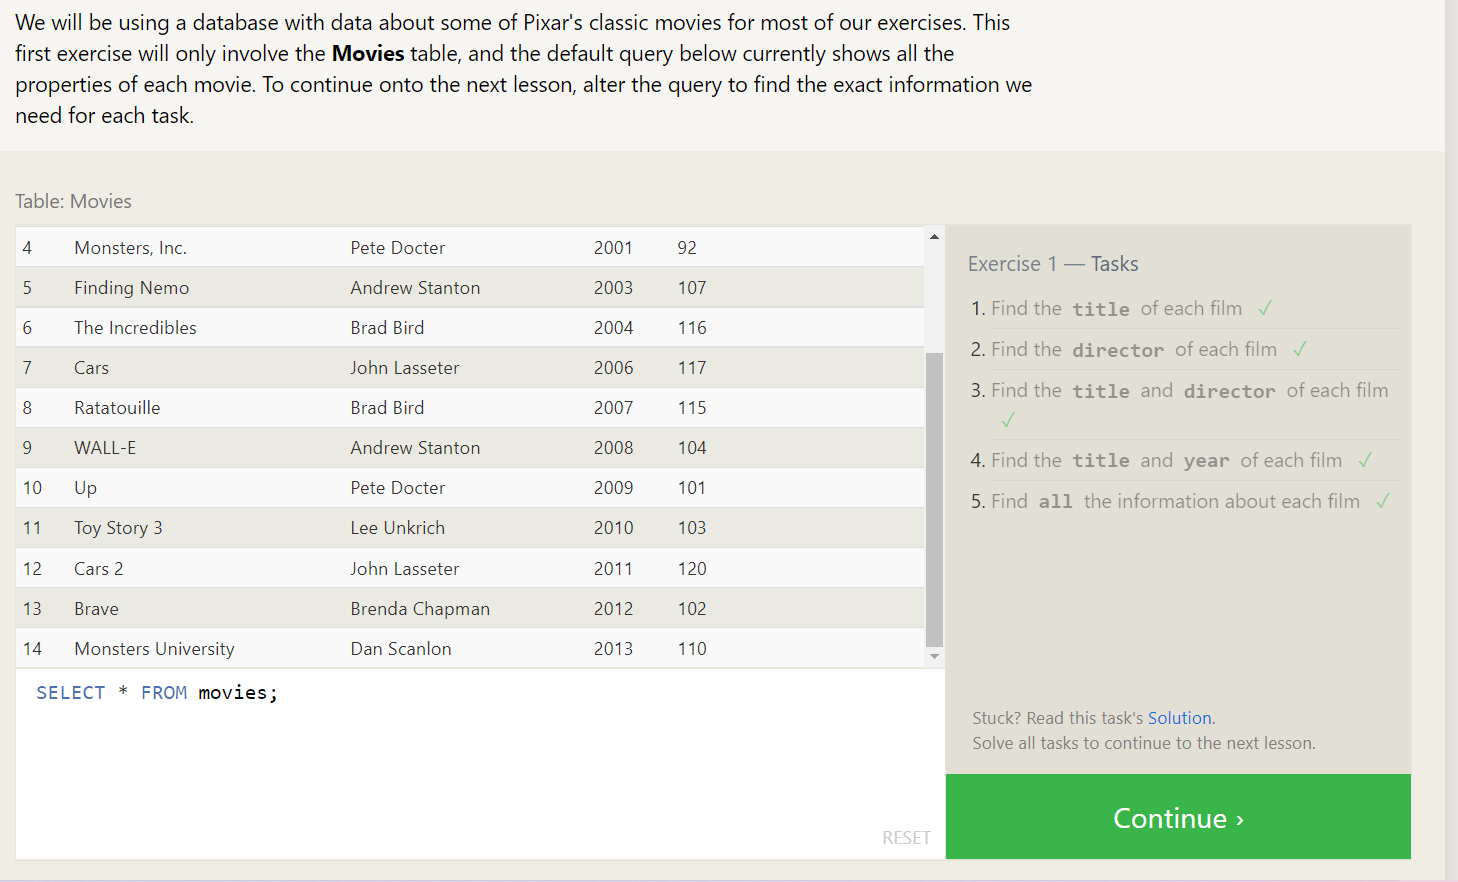 We will be using a database with data about some of Pixar's classic movies for most of our exercises. This
first exercise will only involve the Movies table, and the default query below currently shows all the
properties of each movie. To continue onto the next lesson, alter the query to find the exact information we
need for each task.
Table: Movies
4 Monsters, Inc. Pete Docter 2001 92
5 Finding Nemo Andrew Stanton 2003 107
6 The Incredibles Brad Bird 2004 116
7 Cars John Lasseter 2006 117
8 Ratatouille Brad Bird 2007 115
9 WALL-E Andrew Stanton 2008 104
10 Up Pete Docter 2009 101
11 Toy Story 3 Lee Unkrich 2010 103
12 Cars 2 John Lasseter 2011 120
13 Brave Brenda Chapman 2012 102
14 Monsters University Dan Scanlon 2013 110
SELECT * FROM movies;
RESET
Exercise 1 — Tasks
1. Find the title of each film ✓
2. Find the director of each film ✓
3. Find the title and director of each film
✓
4. Find the title and year of each film ✓
5. Find all the information about each film ✓
Stuck? Read this task's Solution.
Solve all tasks to continue to the next lesson.
Continue ›